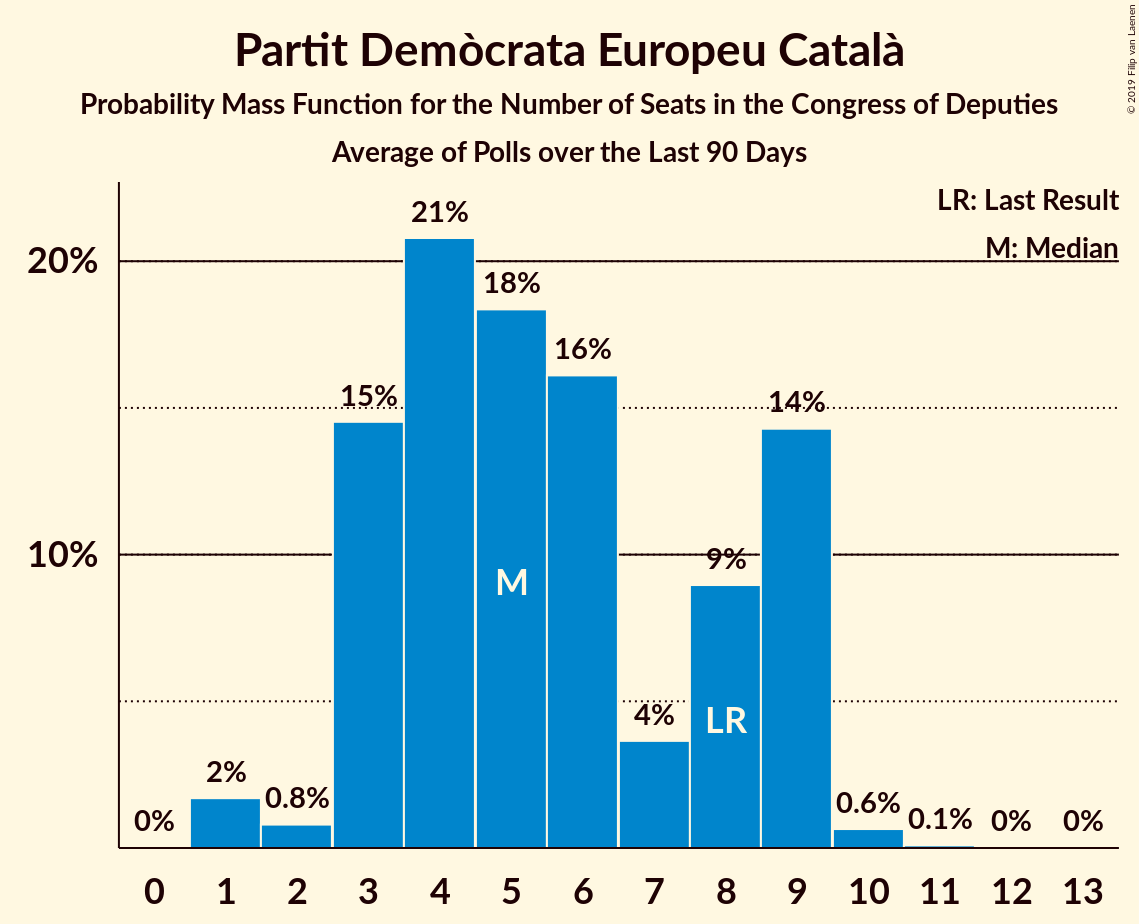 Partit Demòcrata Europeu Català
Probability Mass Function for the Number of Seats in the Congress of Deputies
Average of Polls over the Last 90 Days
© 2019 Filip van Laenen
LR: Last Result
M: Median
20%
10%
0%
2%
0.8%
15%
21%
18%
16%
4%
9%
14%
0.6%
0.1%
0%
0%
M
LR
0 1 2 3 4 5 6 7 8 9 10 11 12 13